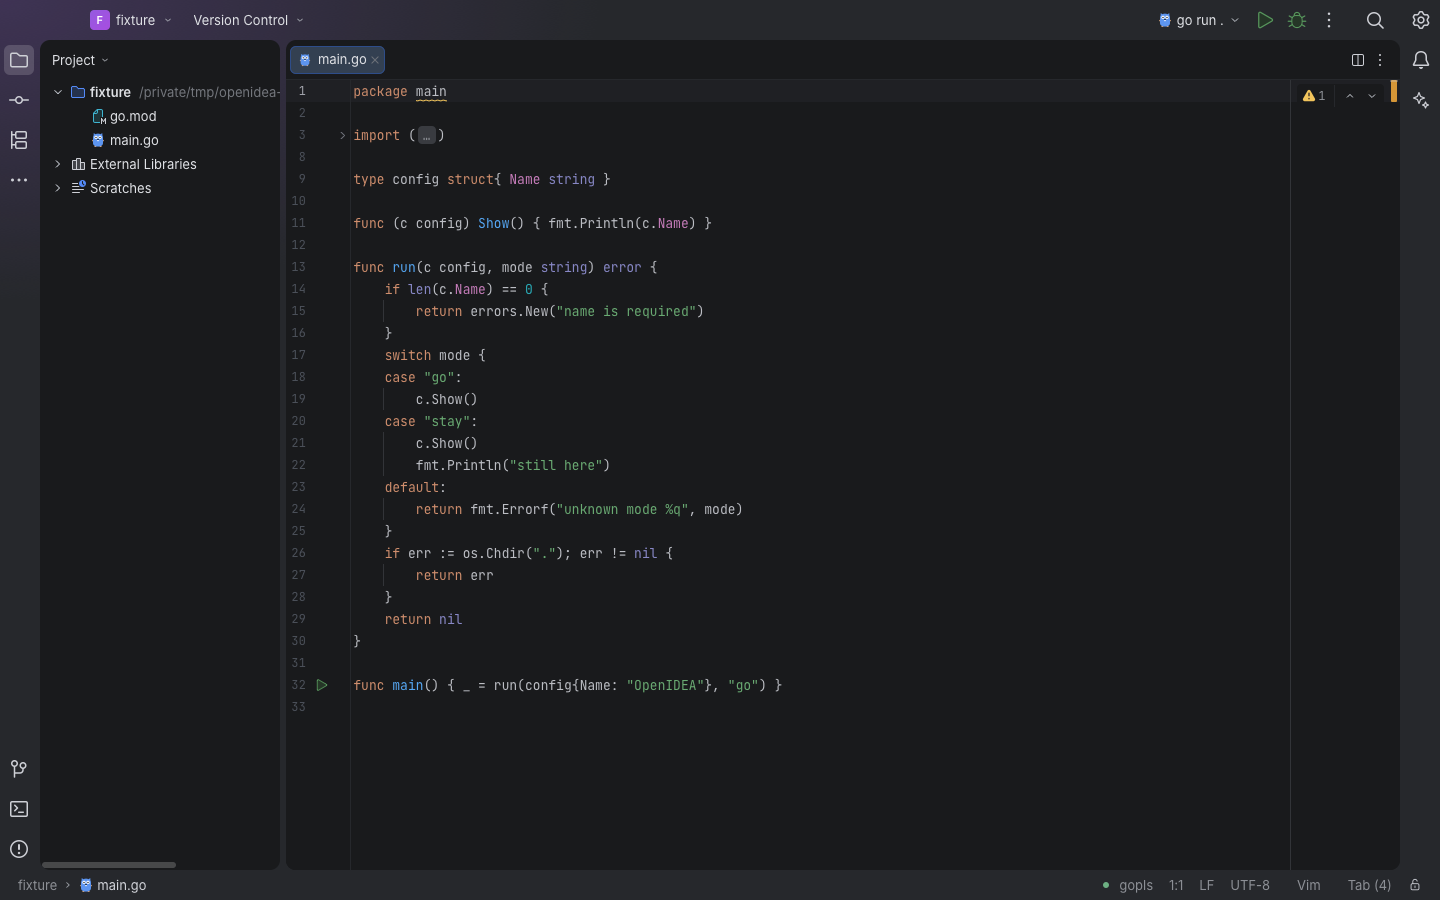 F fixture Version Control go run .
Project
main.go
fixture /private/tmp/openidea-
go.mod
main.go
External Libraries
Scratches
1 package main
2
3 import (…)
8
9 type config struct{ Name string }
10
11 func (c config) Show() { fmt.Println(c.Name) }
12
13 func run(c config, mode string) error {
14 if len(c.Name) == 0 {
15 return errors.New("name is required")
16 }
17 switch mode {
18 case "go":
19 c.Show()
20 case "stay":
21 c.Show()
22 fmt.Println("still here")
23 default:
24 return fmt.Errorf("unknown mode %q", mode)
25 }
26 if err := os.Chdir("."); err != nil {
27 return err
28 }
29 return nil
30 }
31
32 func main() { _ = run(config{Name: "OpenIDEA"}, "go") }
33
1
fixture main.go gopls 1:1 LF UTF-8 Vim Tab (4)